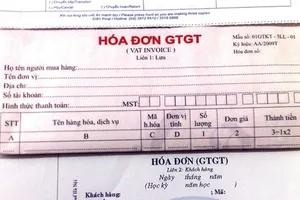 HÓA ĐƠN GTGT
(VAT INVOICE)
Liên 1: Lưu
Mẫu số: 01GTKT-3LL-01
Ký hiệu: AA/2009T
Hóa đơn số:
Họ tên người mua hàng:
Tên đơn vị:
Địa chỉ:
Số tài khoản:
Hình thức thanh toán: MST:
STT Tên hàng hóa, dịch vụ Mã h.hóa Đơn vị tính Số lượng Đơn giá Thành tiền
A B C D 1 2 3=1x2
HÓA ĐƠN (GTGT)
Liên 2: Khách hàng
Ngày tháng năm
(Học kỳ năm học
Khách hàng: